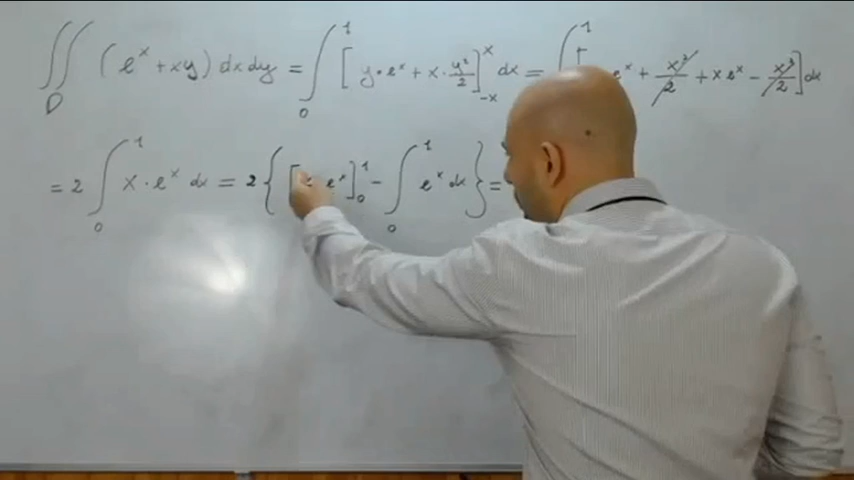 ∬_D (e^x + xy) dx dy = ∫_0^1 [y·e^x + x·y²/2]_{-x}^{x} dx = ∫^1 [ e^x + x³/2 + xe^x - x³/2] dx
= 2 ∫_0^1 x·e^x dx = 2 { [ e^x]_0^1 - ∫_0^1 e^x dx } =